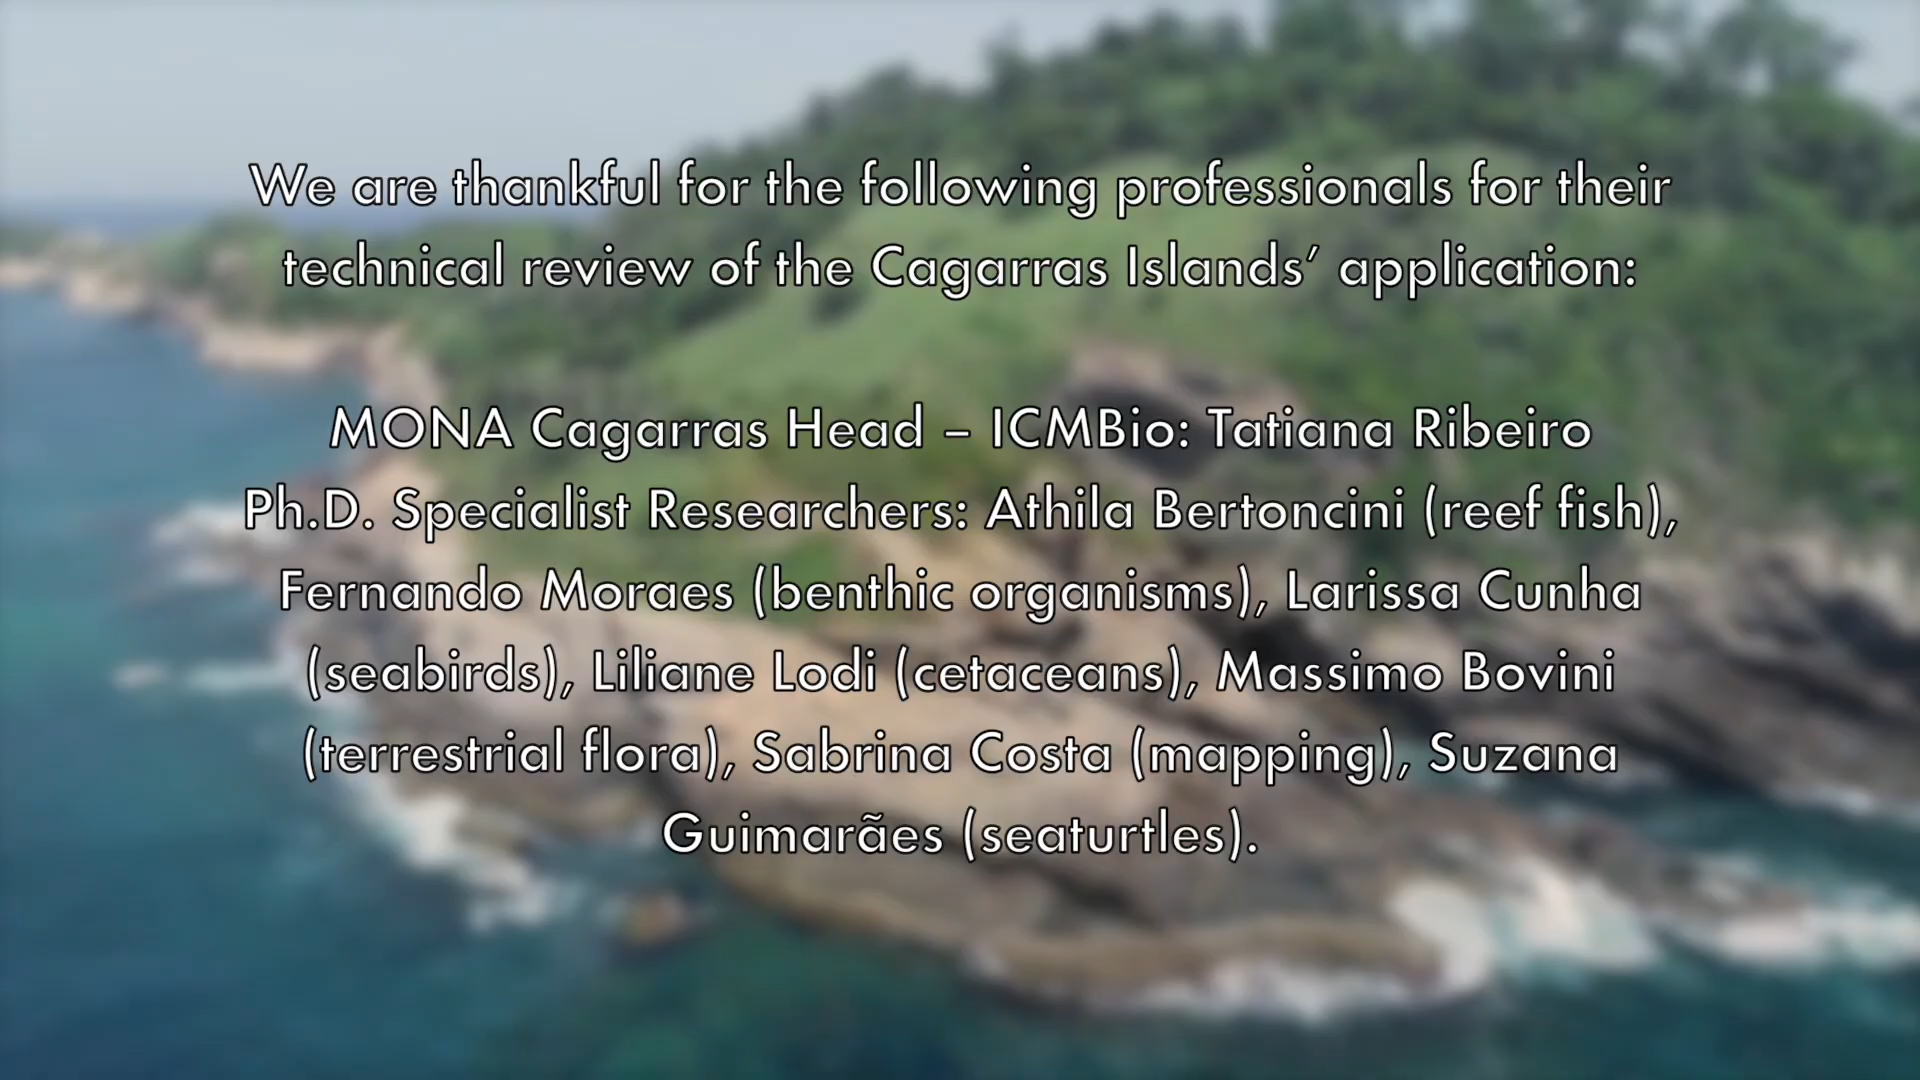 We are thankful for the following professionals for their
technical review of the Cagarras Islands’ application:
MONA Cagarras Head – ICMBio: Tatiana Ribeiro
Ph.D. Specialist Researchers: Athila Bertoncini (reef fish),
Fernando Moraes (benthic organisms), Larissa Cunha
(seabirds), Liliane Lodi (cetaceans), Massimo Bovini
(terrestrial flora), Sabrina Costa (mapping), Suzana
Guimarães (seaturtles).